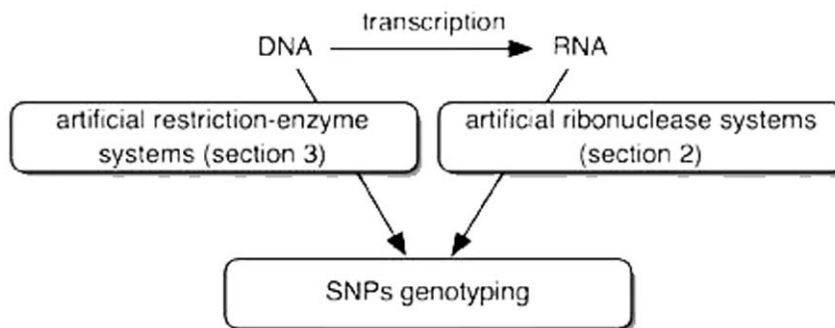 transcription
DNA
RNA
artificial restriction-enzyme
systems (section 3)
artificial ribonuclease systems
(section 2)
SNPs genotyping